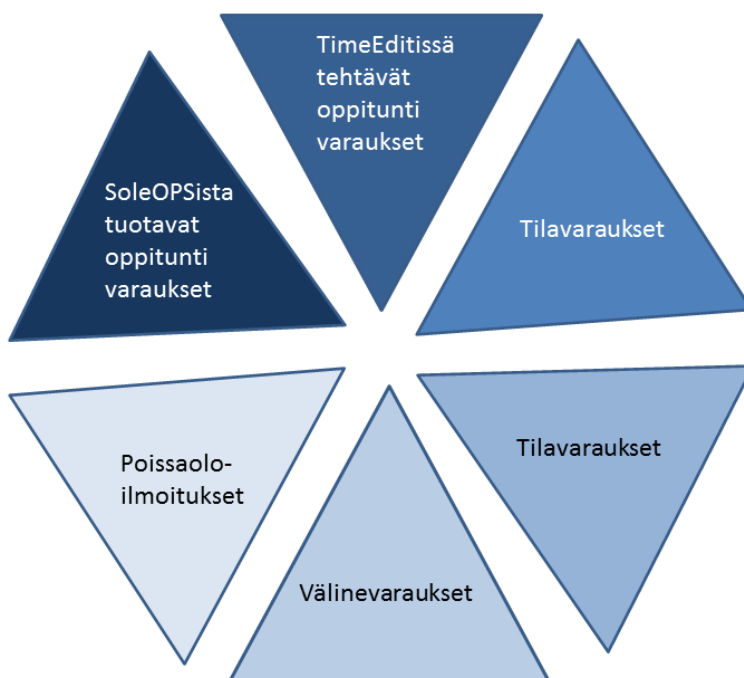 TimeEditissä
tehtävät
oppitunti
varaukset
SoleOPSista
tuotavat
oppitunti
varaukset
Tilavaraukset
Poissaolo-
ilmoitukset
Tilavaraukset
Välinevaraukset